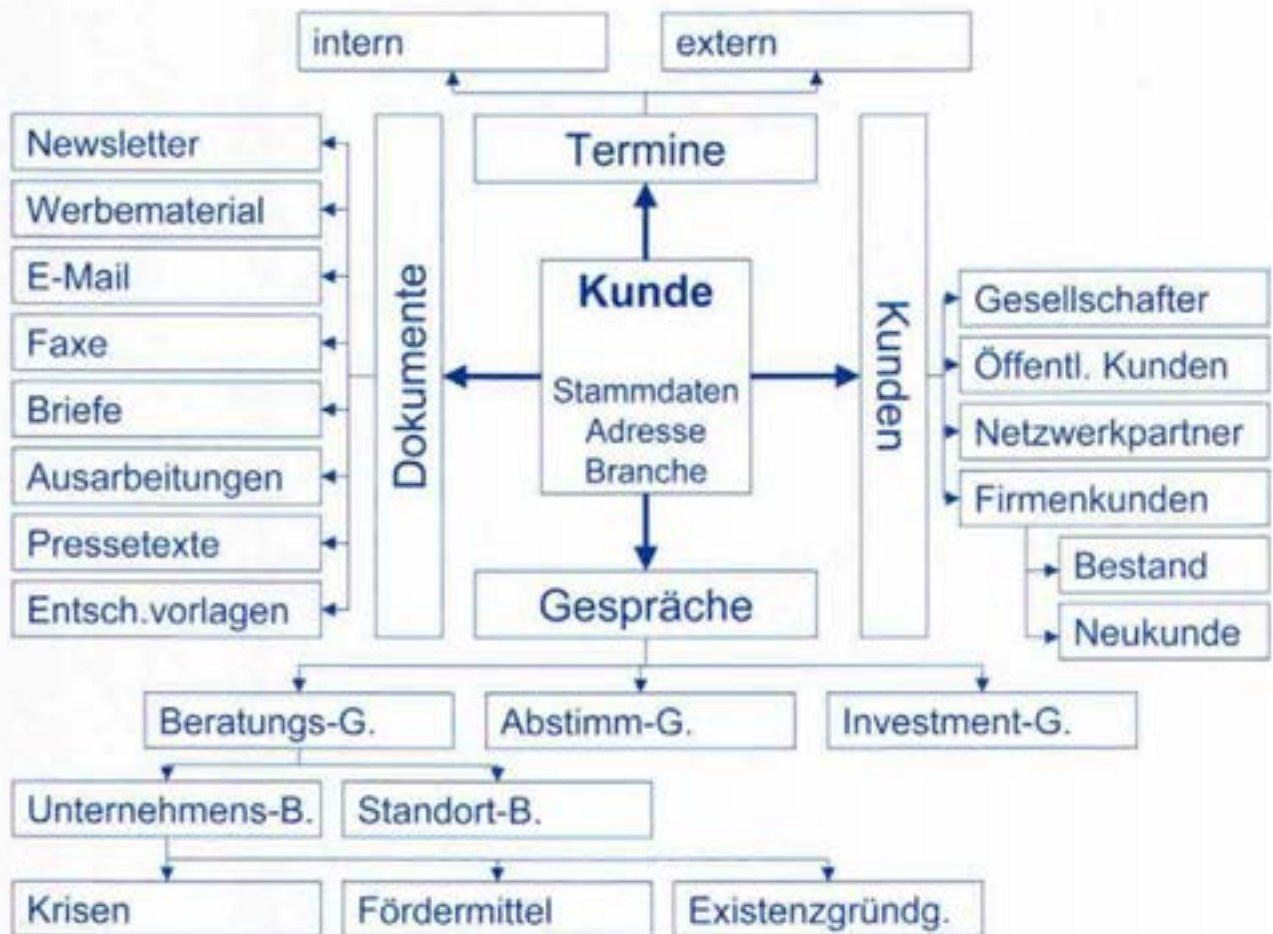 intern
extern
Termine
Newsletter
Werbematerial
E-Mail
Faxe
Briefe
Ausarbeitungen
Pressetexte
Entsch.vorlagen
Dokumente
Kunde
Stammdaten
Adresse
Branche
Kunden
Gesellschafter
Öffentl. Kunden
Netzwerkpartner
Firmenkunden
Bestand
Neukunde
Gespräche
Beratungs-G.
Abstimm-G.
Investment-G.
Unternehmens-B.
Standort-B.
Krisen
Fördermittel
Existenzgründg.